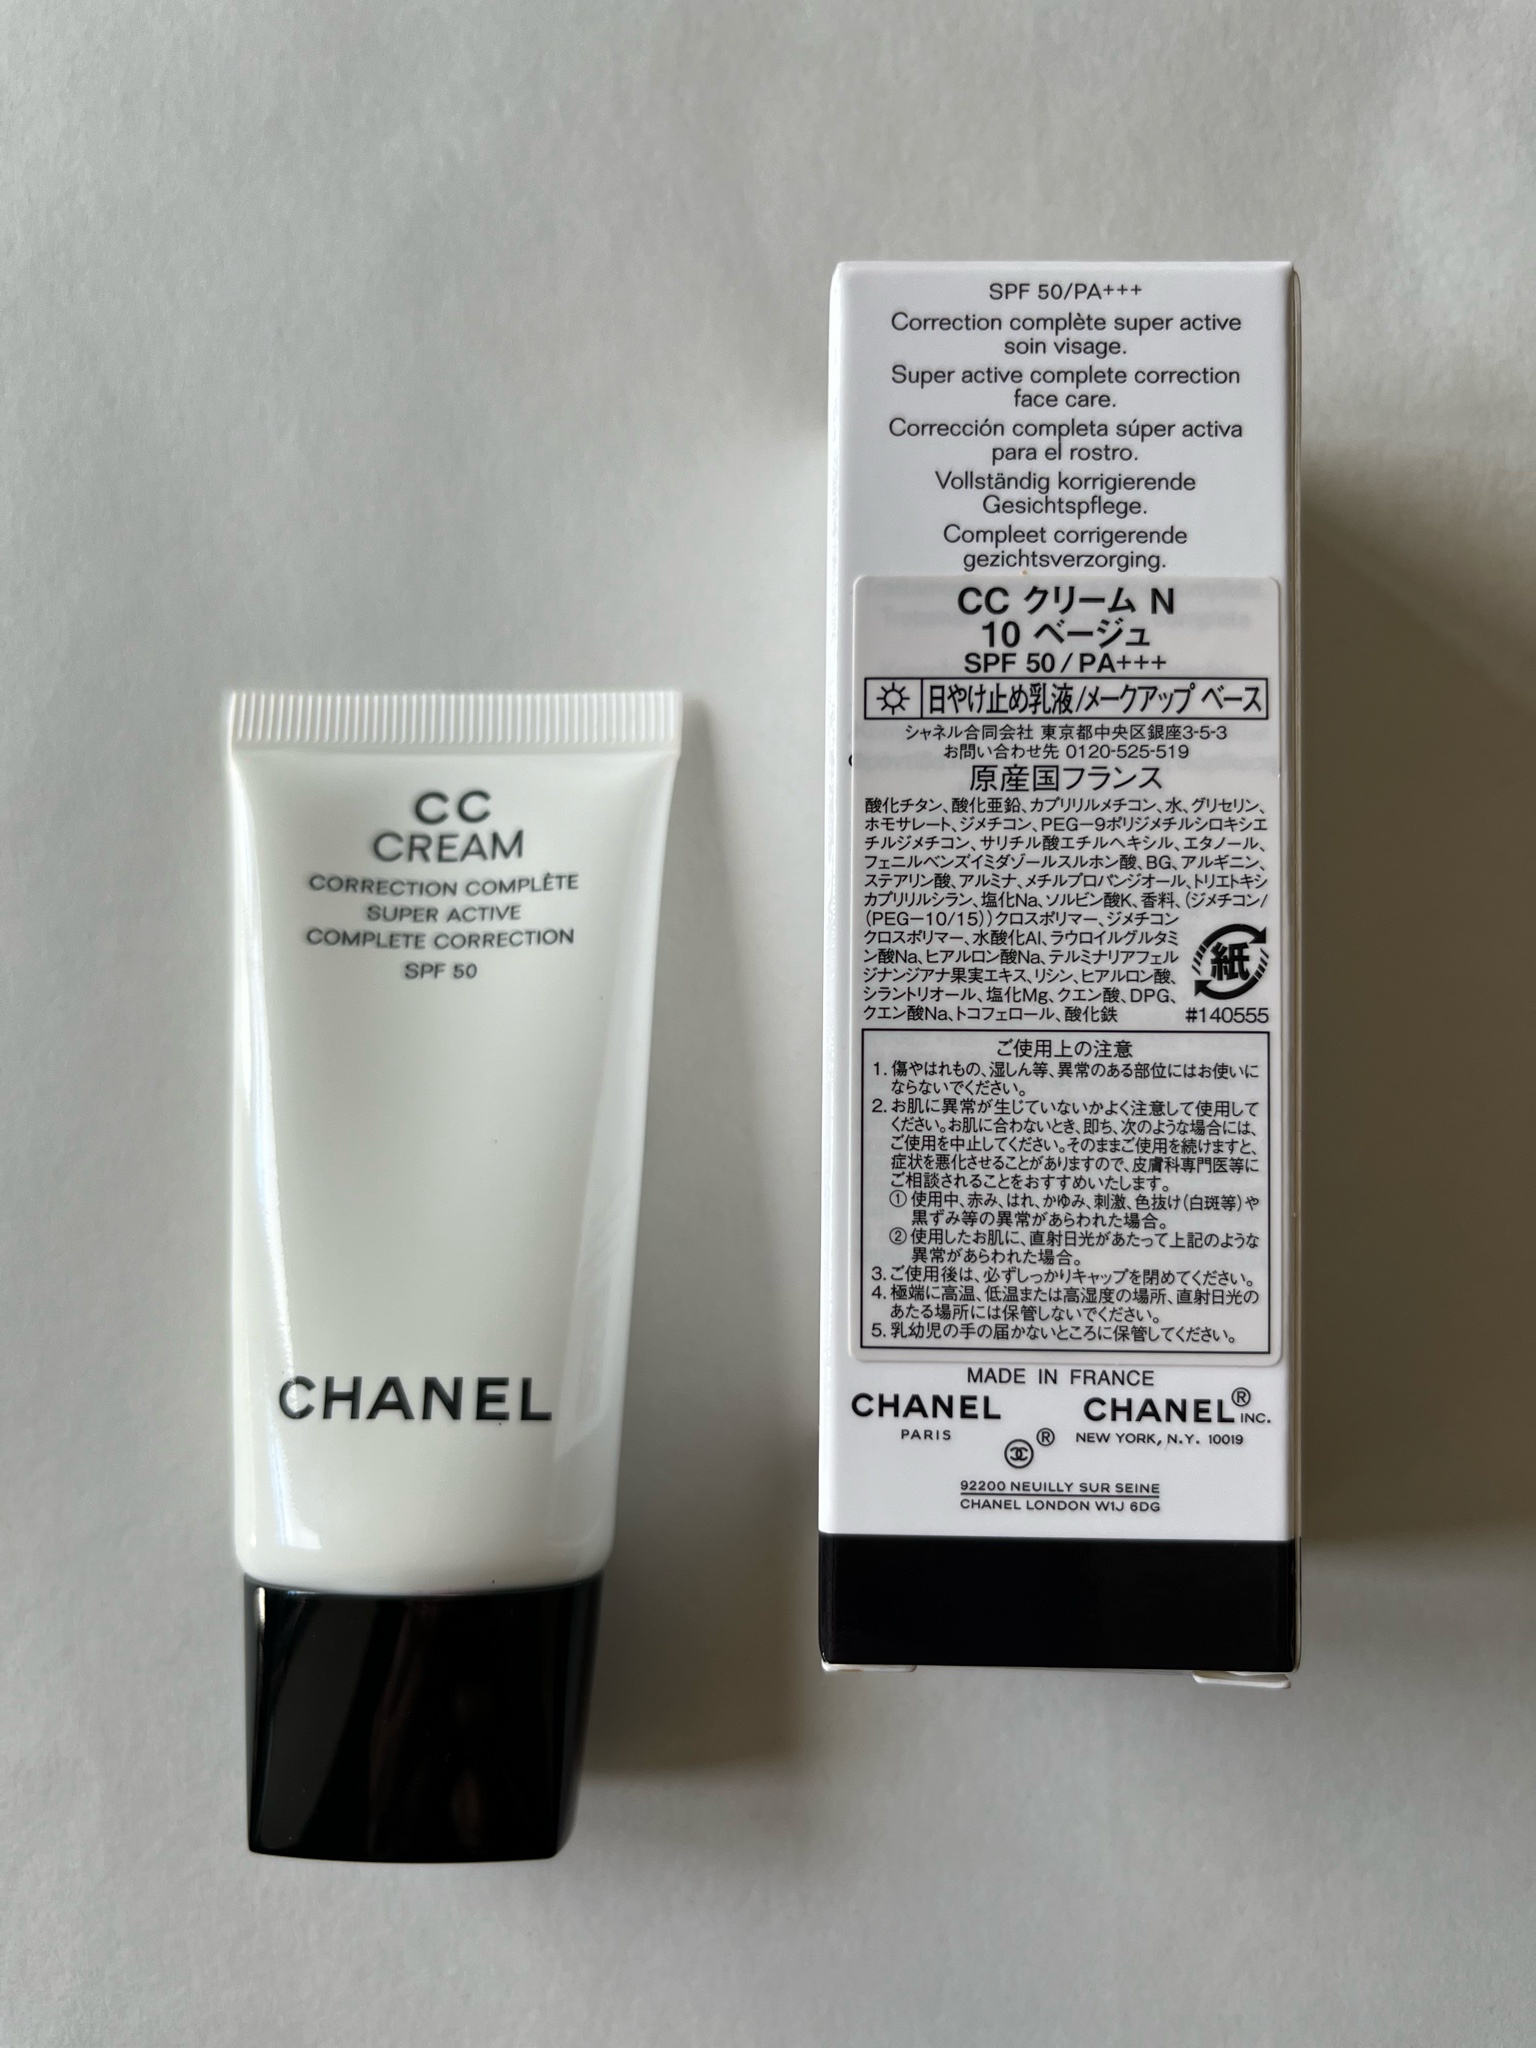 CC
CREAM
CORRECTION COMPLÈTE
SUPER ACTIVE
COMPLETE CORRECTION
SPF 50
CHANEL
SPF 50/PA+++
Correction complète super active
soin visage.
Super active complete correction
face care.
Corrección completa súper activa
para el rostro.
Vollständig korrigierende
Gesichtspflege.
Compleet corrigerende
gezichtsverzorging.
CC クリーム N
10 ベージュ
SPF 50 / PA+++
日やけ止め乳液/メークアップ ベース
シャネル合同会社 東京都中央区銀座3-5-3
お問い合わせ先 0120-525-519
原産国フランス
酸化チタン、酸化亜鉛、カプリリルメチコン、水、グリセリン、
ホモサレート、ジメチコン、PEG-9ポリジメチルシロキシエ
チルジメチコン、サリチル酸エチルヘキシル、エタノール、
フェニルベンズイミダゾールスルホン酸、BG、アルギニン、
ステアリン酸、アルミナ、メチルプロパンジオール、トリエトキシ
カプリリルシラン、塩化Na、ソルビン酸K、香料、(ジメチコン/
(PEG-10/15))クロスポリマー、ジメチコン
クロスポリマー、水酸化Al、ラウロイルグルタミ
ン酸Na、ヒアルロン酸Na、テルミナリアフェル
ジナンジアナ果実エキス、リシン、ヒアルロン酸、
シラントリオール、塩化Mg、クエン酸、DPG、
クエン酸Na、トコフェロール、酸化鉄
紙
#140555
ご使用上の注意
1. 傷やはれもの、湿しん等、異常のある部位にはお使いに
ならないでください。
2. お肌に異常が生じていないかよく注意して使用して
ください。お肌に合わないとき、即ち、次のような場合には、
ご使用を中止してください。そのままご使用を続けますと、
症状を悪化させることがありますので、皮膚科専門医等に
ご相談されることをおすすめいたします。
① 使用中、赤み、はれ、かゆみ、刺激、色抜け(白斑等)や
黒ずみ等の異常があらわれた場合。
② 使用したお肌に、直射日光があたって上記のような
異常があらわれた場合。
3. ご使用後は、必ずしっかりキャップを閉めてください。
4. 極端に高温、低温または高湿度の場所、直射日光の
あたる場所には保管しないでください。
5. 乳幼児の手の届かないところに保管してください。
MADE IN FRANCE
CHANEL
PARIS
CHANEL® INC.
NEW YORK, N.Y. 10019
®
92200 NEUILLY SUR SEINE
CHANEL LONDON W1J 6DG